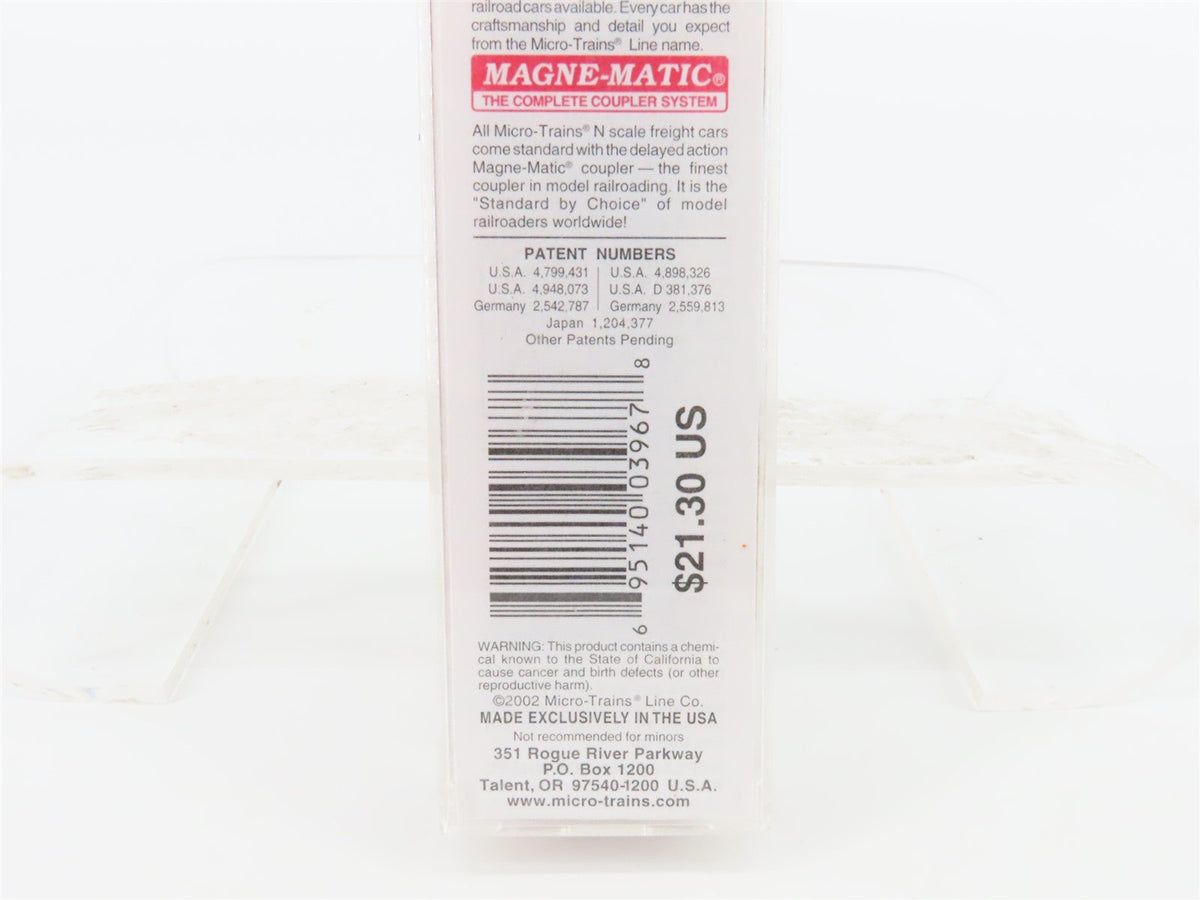 railroad cars available. Every car has the
craftsmanship and detail you expect
from the Micro-Trains® Line name.
MAGNE-MATIC®
THE COMPLETE COUPLER SYSTEM
All Micro-Trains® N scale freight cars
come standard with the delayed action
Magne-Matic® coupler — the finest
coupler in model railroading. It is the
"Standard by Choice" of model
railroaders worldwide!
PATENT NUMBERS
U.S.A. 4,799,431 | U.S.A. 4,898,326
U.S.A. 4,948,073 | U.S.A. D 381,376
Germany 2,542,787 | Germany 2,559,813
Japan 1,204,377
Other Patents Pending
6 95140 03967 8
$21.30 US
WARNING: This product contains a chemi-
cal known to the State of California to
cause cancer and birth defects (or other
reproductive harm).
©2002 Micro-Trains® Line Co.
MADE EXCLUSIVELY IN THE USA
Not recommended for minors
351 Rogue River Parkway
P.O. Box 1200
Talent, OR 97540-1200 U.S.A.
www.micro-trains.com